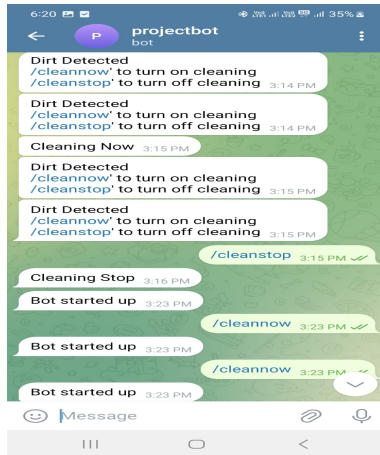 6:20 35%
P
projectbot
bot
Dirt Detected
/cleannow' to turn on cleaning
/cleanstop' to turn off cleaning 3:14 PM
Dirt Detected
/cleannow' to turn on cleaning
/cleanstop' to turn off cleaning 3:14 PM
Cleaning Now 3:15 PM
Dirt Detected
/cleannow' to turn on cleaning
/cleanstop' to turn off cleaning 3:15 PM
Dirt Detected
/cleannow' to turn on cleaning
/cleanstop' to turn off cleaning 3:15 PM
/cleanstop 3:15 PM
Cleaning Stop 3:16 PM
Bot started up 3:23 PM
/cleannow 3:23 PM
Bot started up 3:23 PM
/cleannow 3:23 PM
Bot started up 3:23 PM
Message